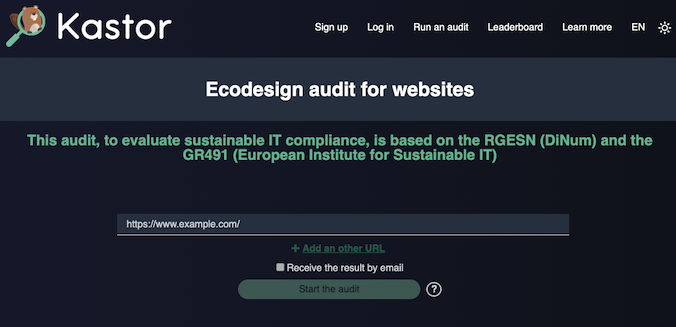 Kastor
Sign up Log in Run an audit Leaderboard Learn more EN
Ecodesign audit for websites
This audit, to evaluate sustainable IT compliance, is based on the RGESN (DiNum) and the
GR491 (European Institute for Sustainable IT)
https://www.example.com/
+ Add an other URL
Receive the result by email
Start the audit ?